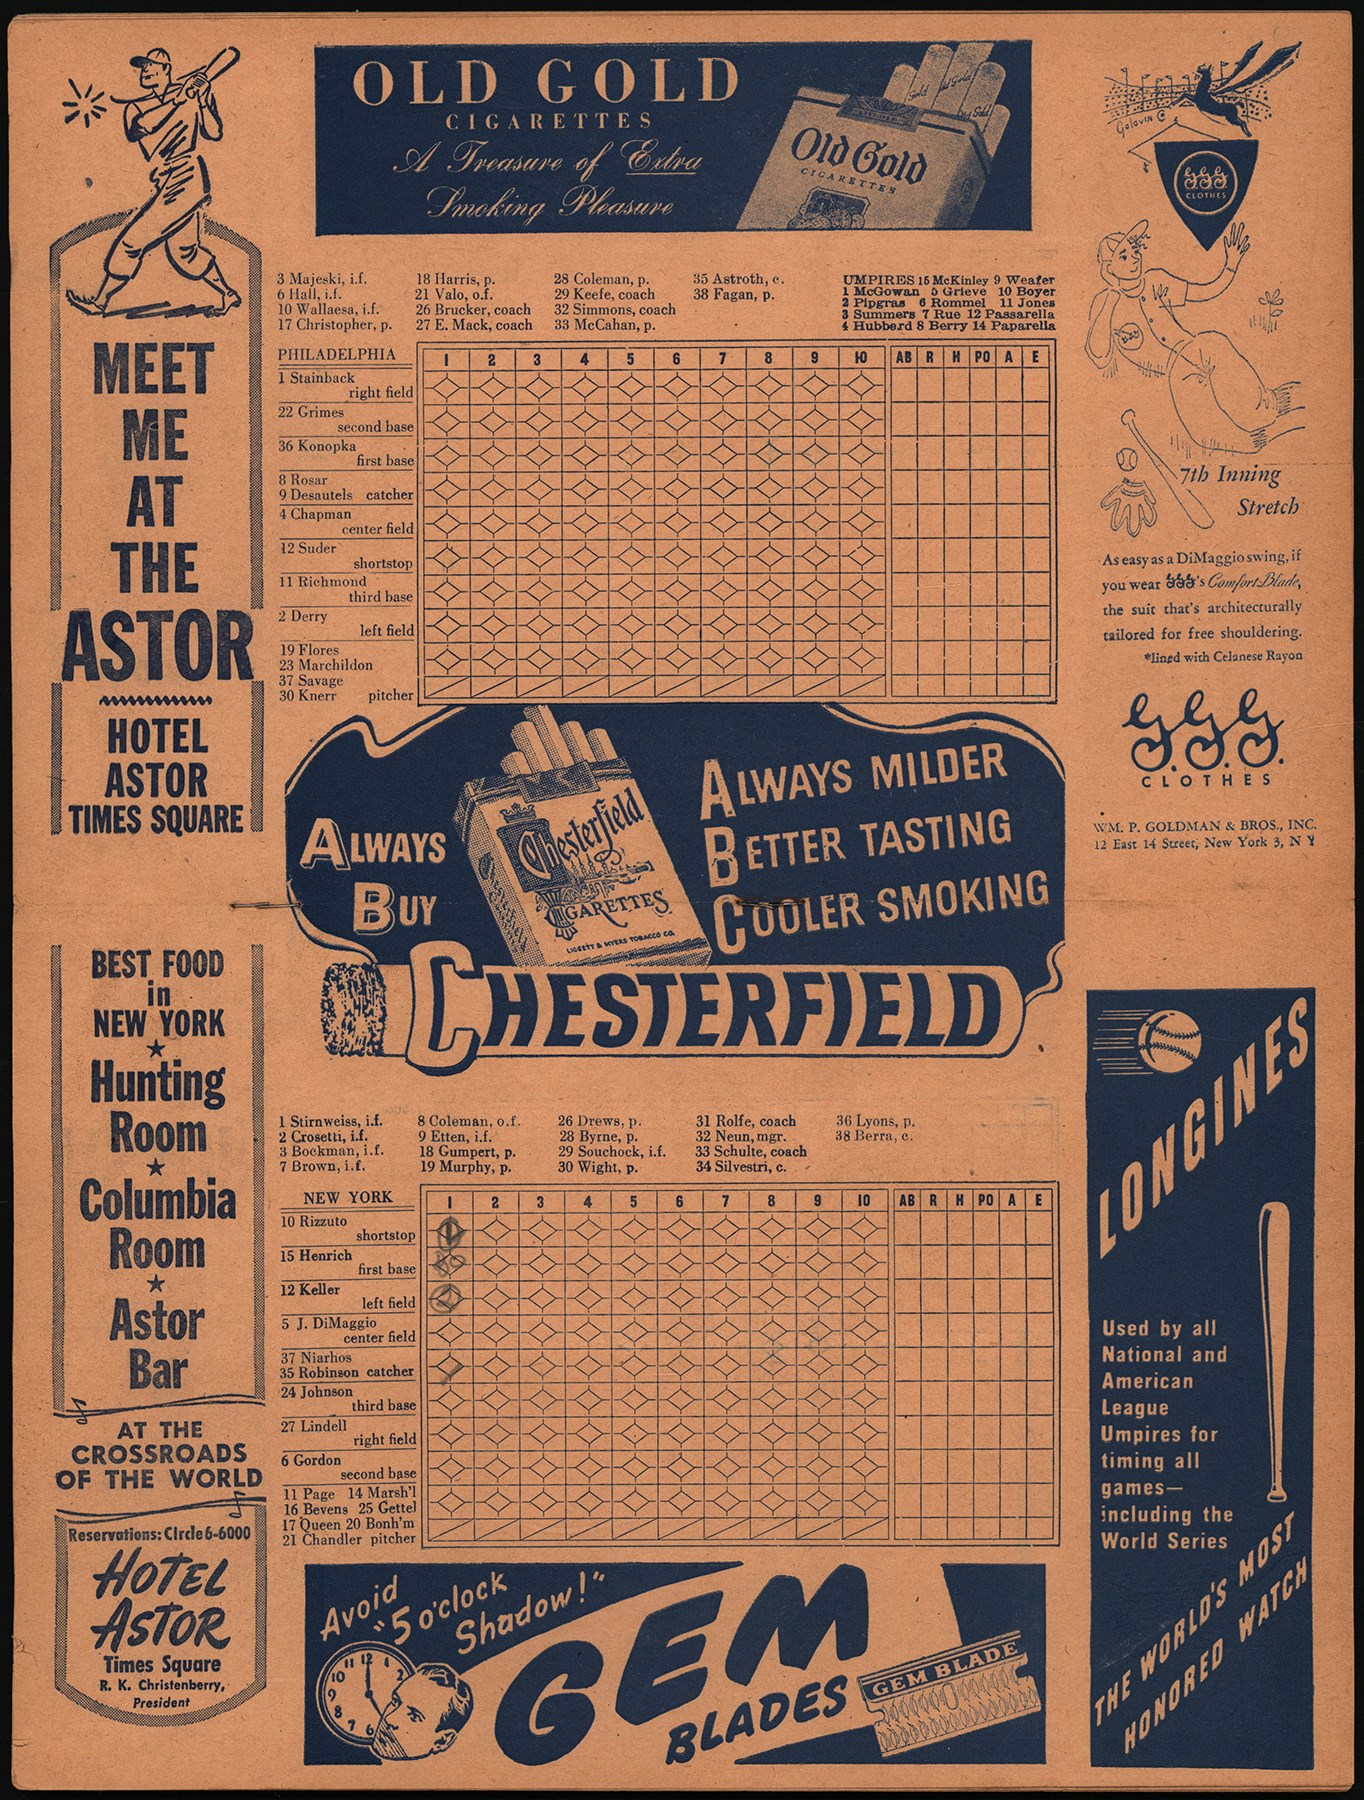 OLD GOLD
CIGARETTES
A Treasure of Extra
Smoking Pleasure
Old Gold
CIGARETTES
Golovin
GGG
CLOTHES
MEET
ME
AT
THE
ASTOR
HOTEL
ASTOR
TIMES SQUARE
BEST FOOD
in
NEW YORK
Hunting
Room
Columbia
Room
Astor
Bar
AT THE
CROSSROADS
OF THE WORLD
Reservations: Circle 6-6000
HOTEL
ASTOR
Times Square
R. K. Christenberry,
President
3 Majeski, i.f. 18 Harris, p. 28 Coleman, p. 35 Astroth, c.
6 Hall, i.f. 21 Valo, o.f. 29 Keefe, coach 38 Fagan, p.
10 Wallaesa, i.f. 26 Brucker, coach 32 Simmons, coach
17 Christopher, p. 27 E. Mack, coach 33 McCahan, p.
UMPIRES 15 McKinley 9 Weafer
1 McGowan 5 Grieve 10 Boyer
2 Pipgras 6 Rommel 11 Jones
3 Summers 7 Rue 12 Passarella
4 Hubbard 8 Berry 14 Paparella
PHILADELPHIA 1 2 3 4 5 6 7 8 9 10 AB R H PO A E
1 Stainback
right field
22 Grimes
second base
36 Konopka
first base
8 Rosar
9 Desautels catcher
4 Chapman
center field
12 Suder
shortstop
11 Richmond
third base
2 Derry
left field
19 Flores
23 Marchildon
37 Savage
30 Knerr pitcher
ALWAYS
BUY
CHESTERFIELD
Chesterfield
CIGARETTES
LIGGETT & MYERS TOBACCO CO.
ALWAYS MILDER
BETTER TASTING
COOLER SMOKING
1 Stirnweiss, i.f. 8 Coleman, o.f. 26 Drews, p. 31 Rolfe, coach 36 Lyons, p.
2 Crosetti, i.f. 9 Etten, i.f. 28 Byrne, p. 32 Neun, mgr. 38 Berra, c.
3 Bockman, i.f. 18 Gumpert, p. 29 Souchock, i.f. 33 Schulte, coach
7 Brown, i.f. 19 Murphy, p. 30 Wight, p. 34 Silvestri, c.
NEW YORK 1 2 3 4 5 6 7 8 9 10 AB R H PO A E
10 Rizzuto
shortstop
15 Henrich
first base
12 Keller
left field
5 J. DiMaggio
center field
37 Niarhos
35 Robinson catcher
24 Johnson
third base
27 Lindell
right field
6 Gordon
second base
11 Page 14 Marsh'l
16 Bevens 25 Gettel
17 Queen 20 Bonh'm
21 Chandler pitcher
Avoid
"5 o'clock
Shadow!"
GEM
BLADES
GEM BLADE
7th Inning
Stretch
As easy as a DiMaggio swing, if
you wear GGG's Comfort-Blade,
the suit that's architecturally
tailored for free shouldering.
*lined with Celanese Rayon
G.G.G.
CLOTHES
WM. P. GOLDMAN & BROS., INC.
12 East 14 Street, New York 3, N Y
LONGINES
Used by all
National and
American
League
Umpires for
timing all
games—
including the
World Series
THE WORLD'S MOST
HONORED WATCH